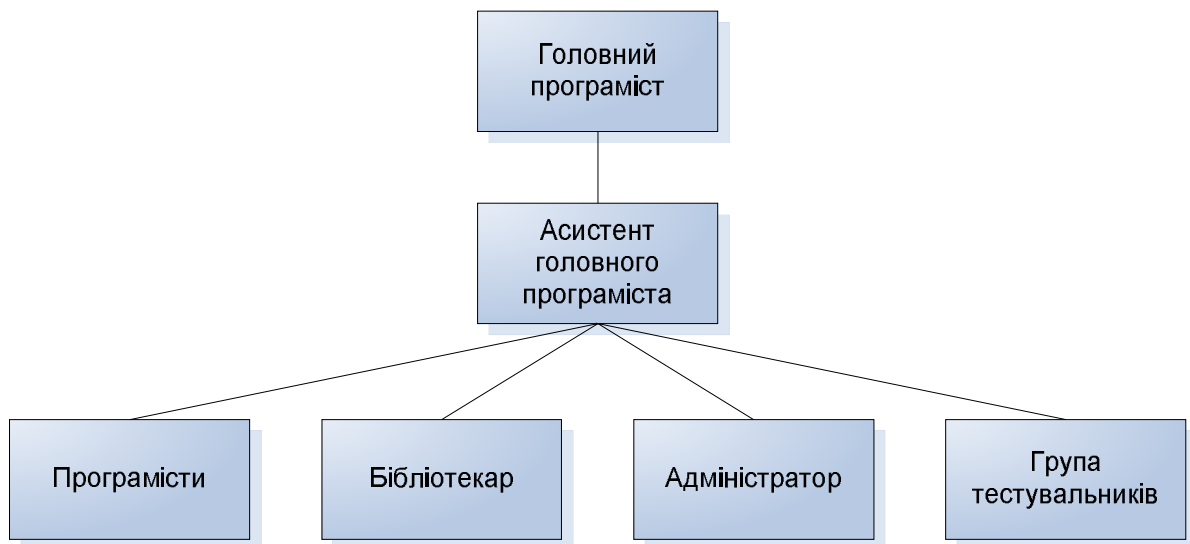 Головний
програміст
Асистент
головного
програміста
Програмісти
Бібліотекар
Адміністратор
Група
тестувальників